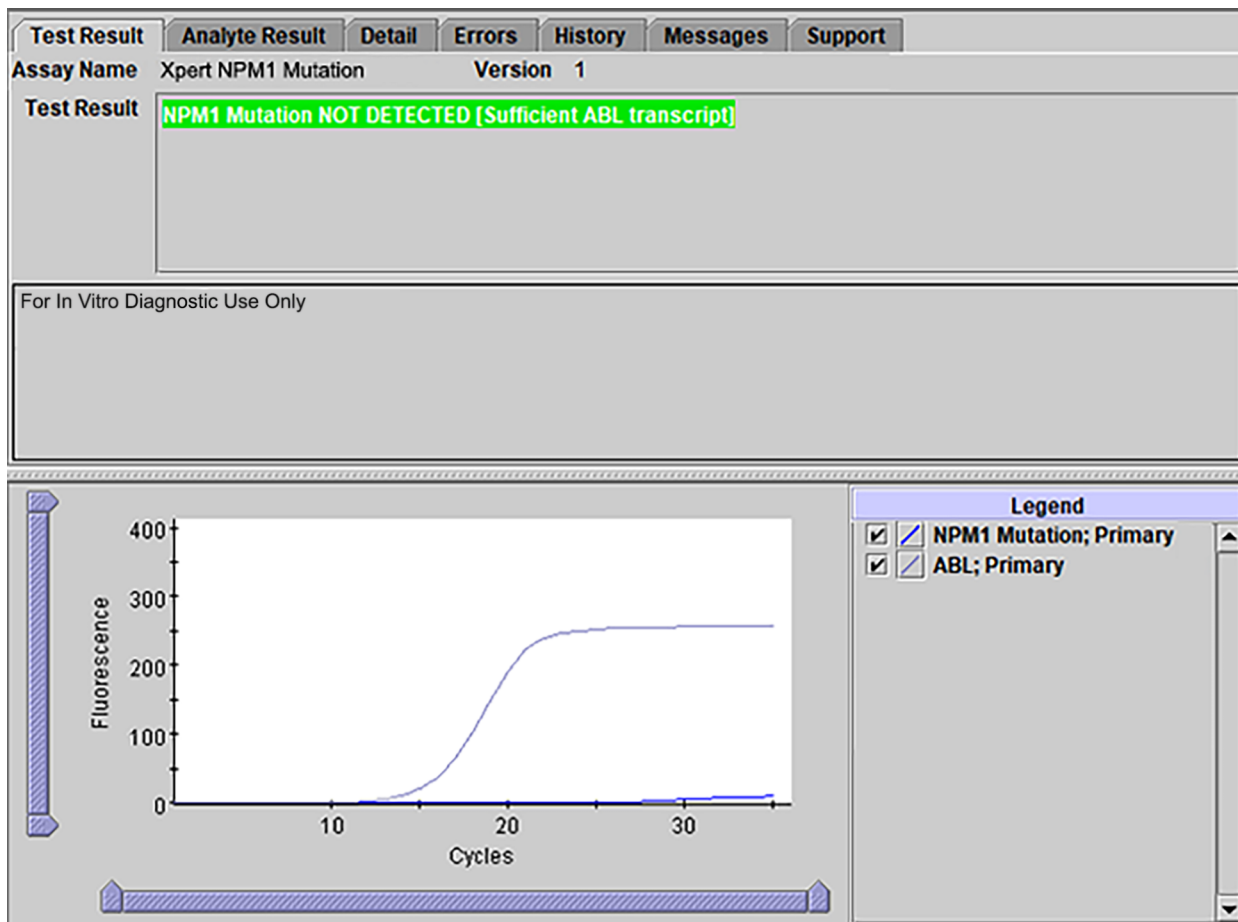 Test Result Analyte Result Detail Errors History Messages Support
Assay Name Xpert NPM1 Mutation Version 1
Test Result NPM1 Mutation NOT DETECTED [Sufficient ABL transcript]
For In Vitro Diagnostic Use Only
Legend
NPM1 Mutation; Primary
ABL; Primary
400
300
200
100
0
Fluorescence
10 20 30
Cycles